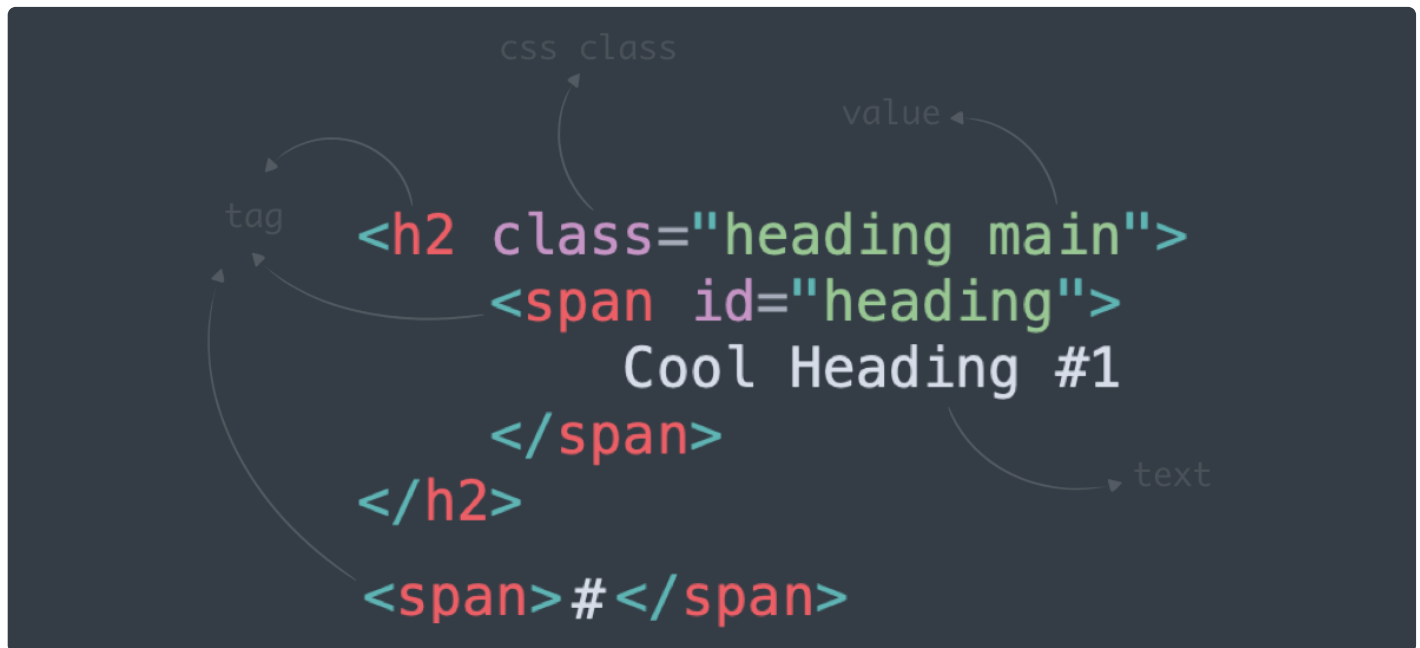 css class
value
tag
<h2 class="heading main">
<span id="heading">
Cool Heading #1
</span>
text
</h2>
<span>#</span>